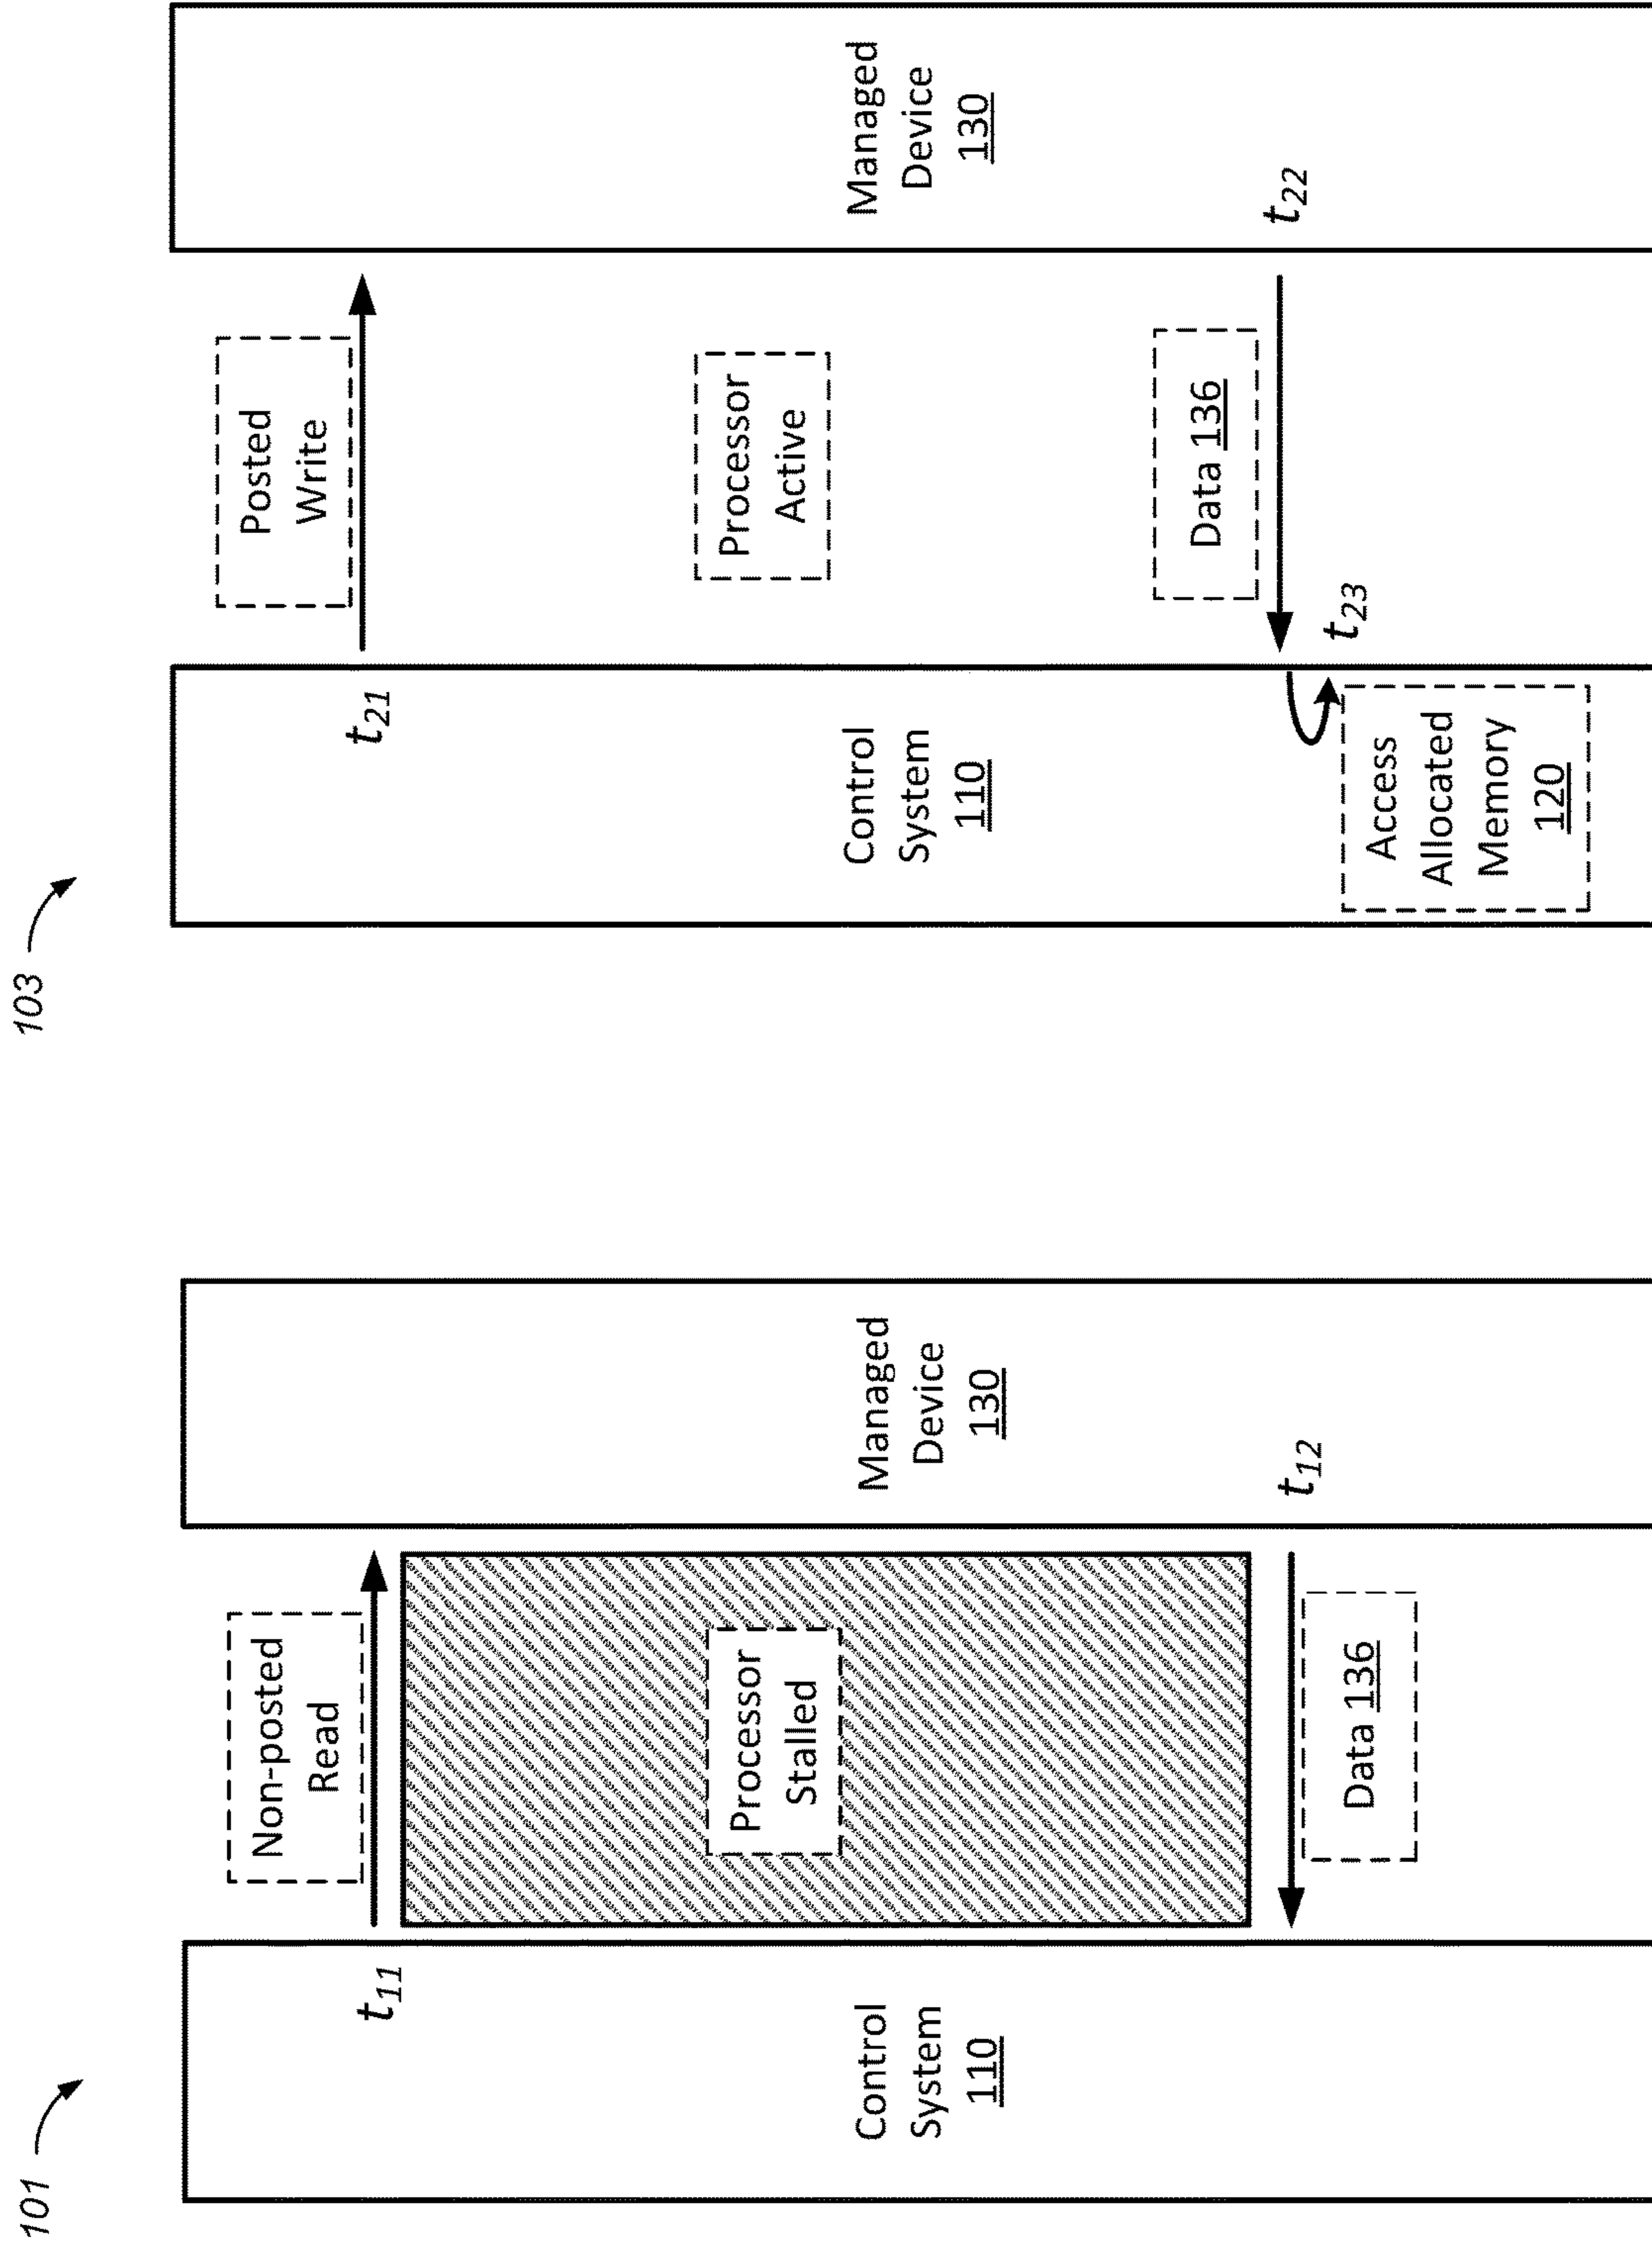 101
Control
System
110
t11
Non-posted
Read
Processor
Stalled
Data 136
t12
Managed
Device
130
103
Control
System
110
t21
Posted
Write
Processor
Active
Data 136
t22
t23
Access
Allocated
Memory
120
Managed
Device
130